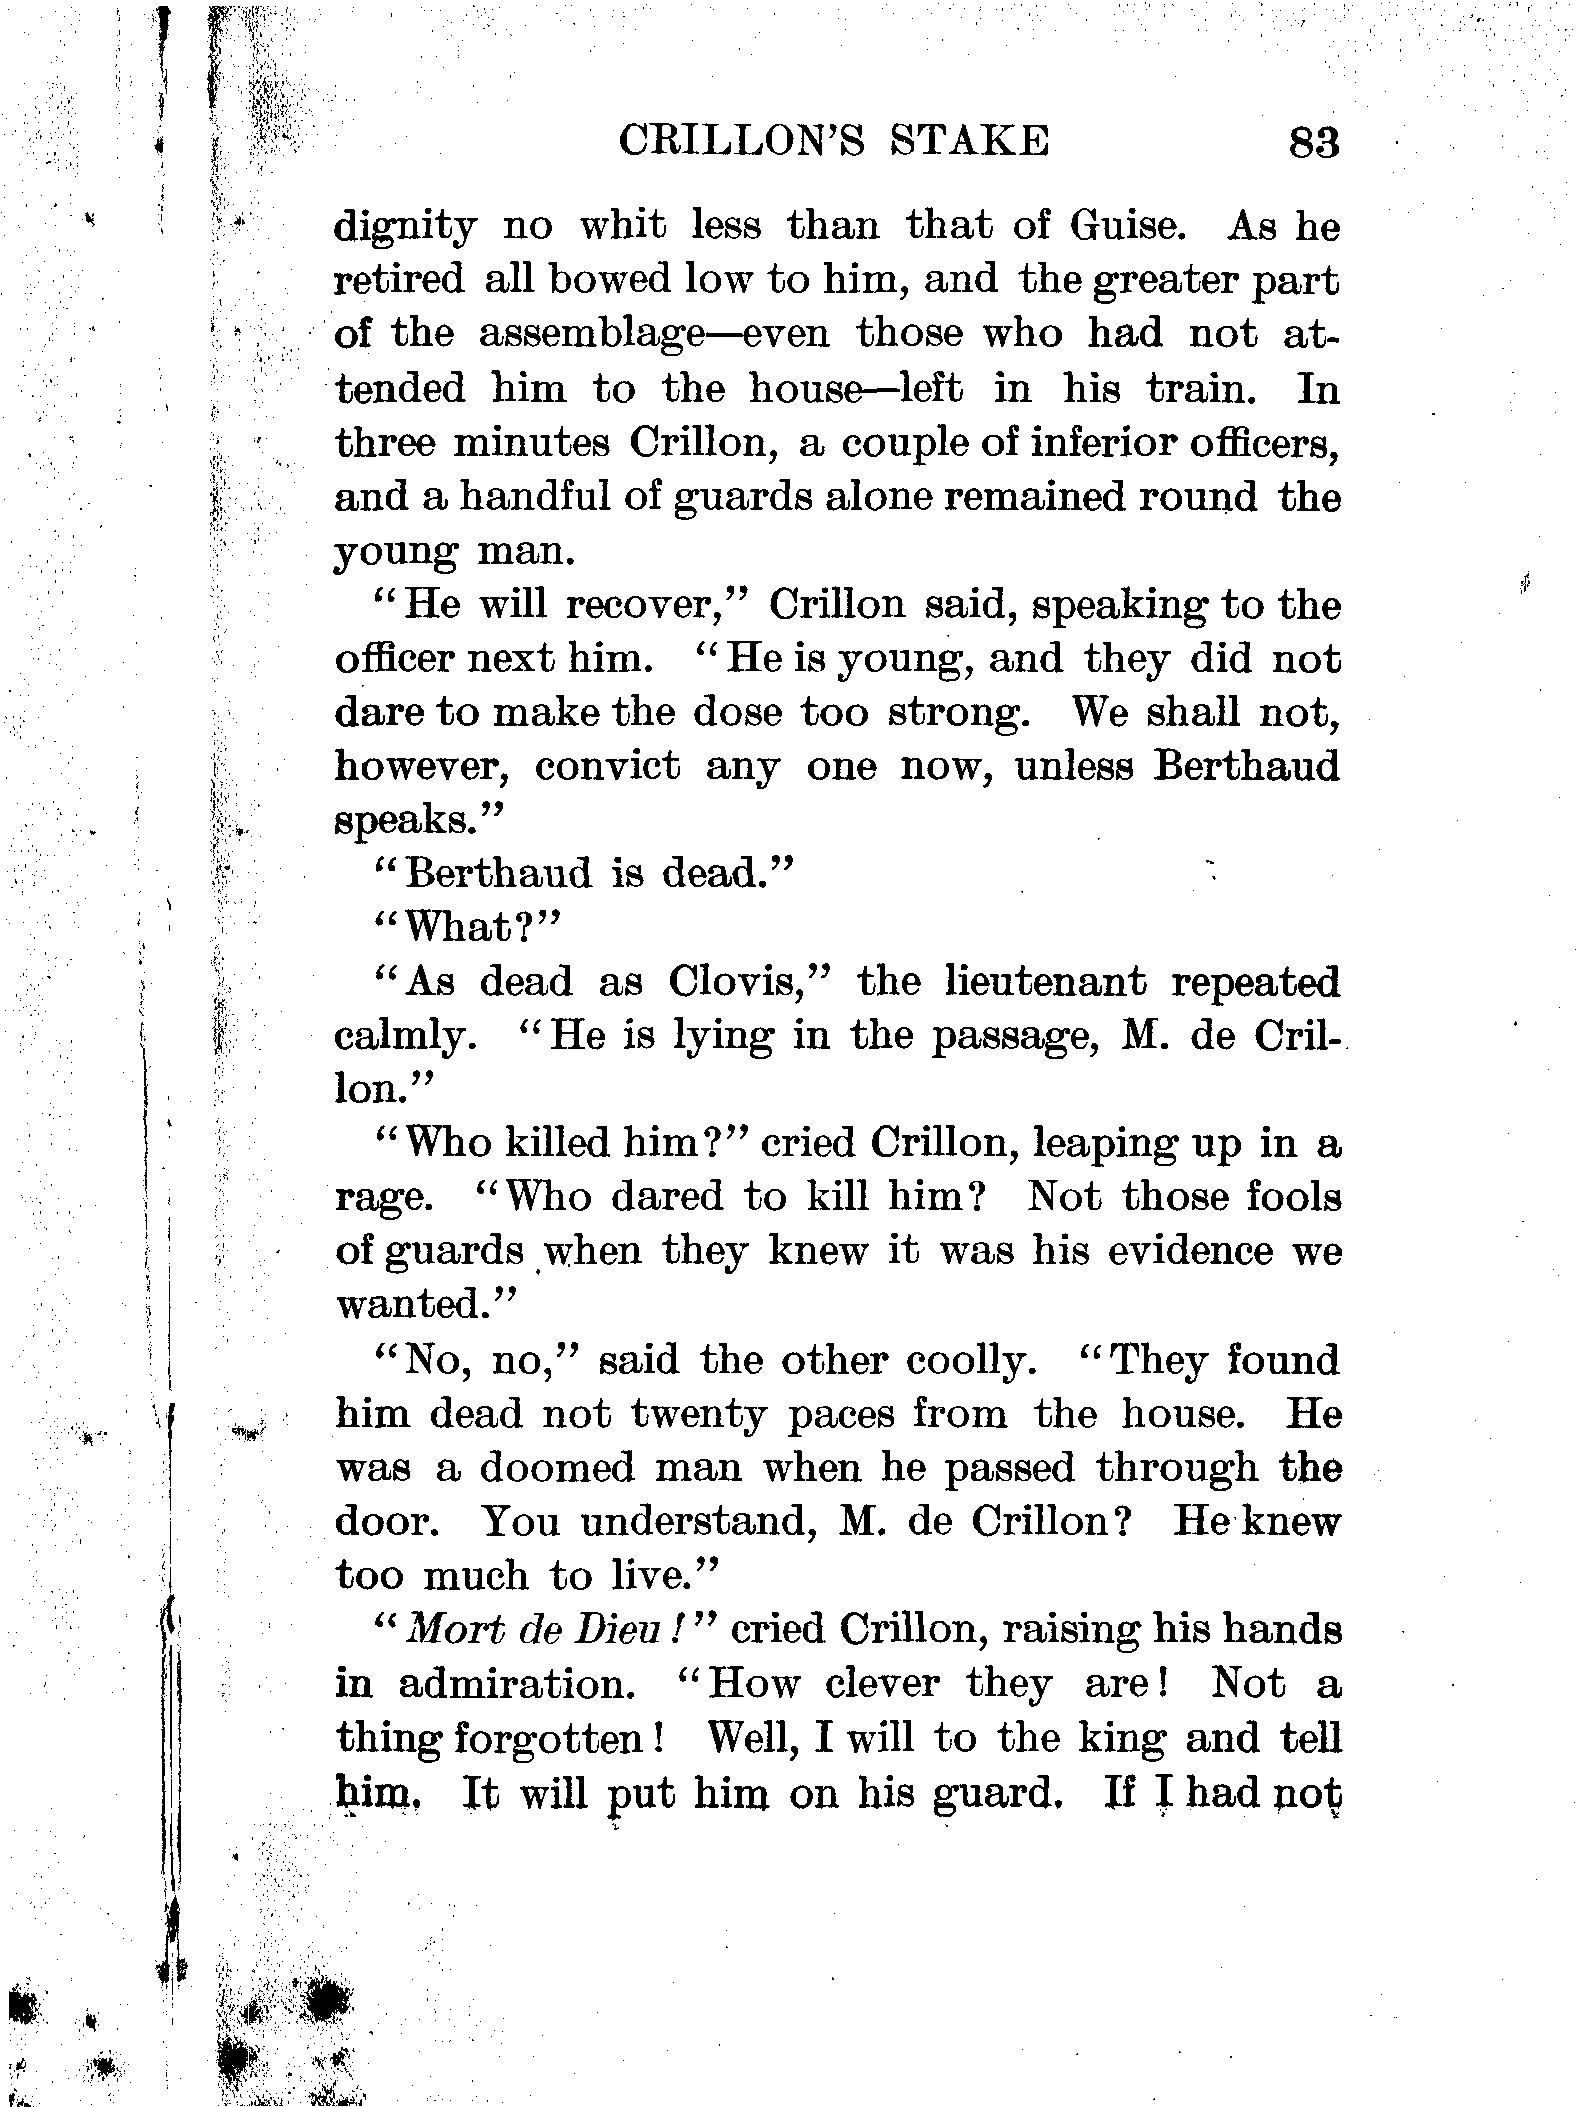 CRILLON'S STAKE 83
dignity no whit less than that of Guise. As he
retired all bowed low to him, and the greater part
of the assemblage—even those who had not at-
tended him to the house—left in his train. In
three minutes Crillon, a couple of inferior officers,
and a handful of guards alone remained round the
young man.
"He will recover," Crillon said, speaking to the
officer next him. "He is young, and they did not
dare to make the dose too strong. We shall not,
however, convict any one now, unless Berthaud
speaks."
"Berthaud is dead."
"What?"
"As dead as Clovis," the lieutenant repeated
calmly. "He is lying in the passage, M. de Cril-
lon."
"Who killed him?" cried Crillon, leaping up in a
rage. "Who dared to kill him? Not those fools
of guards when they knew it was his evidence we
wanted."
"No, no," said the other coolly. "They found
him dead not twenty paces from the house. He
was a doomed man when he passed through the
door. You understand, M. de Crillon? He knew
too much to live."
"Mort de Dieu!" cried Crillon, raising his hands
in admiration. "How clever they are! Not a
thing forgotten! Well, I will to the king and tell
him. It will put him on his guard. If I had not